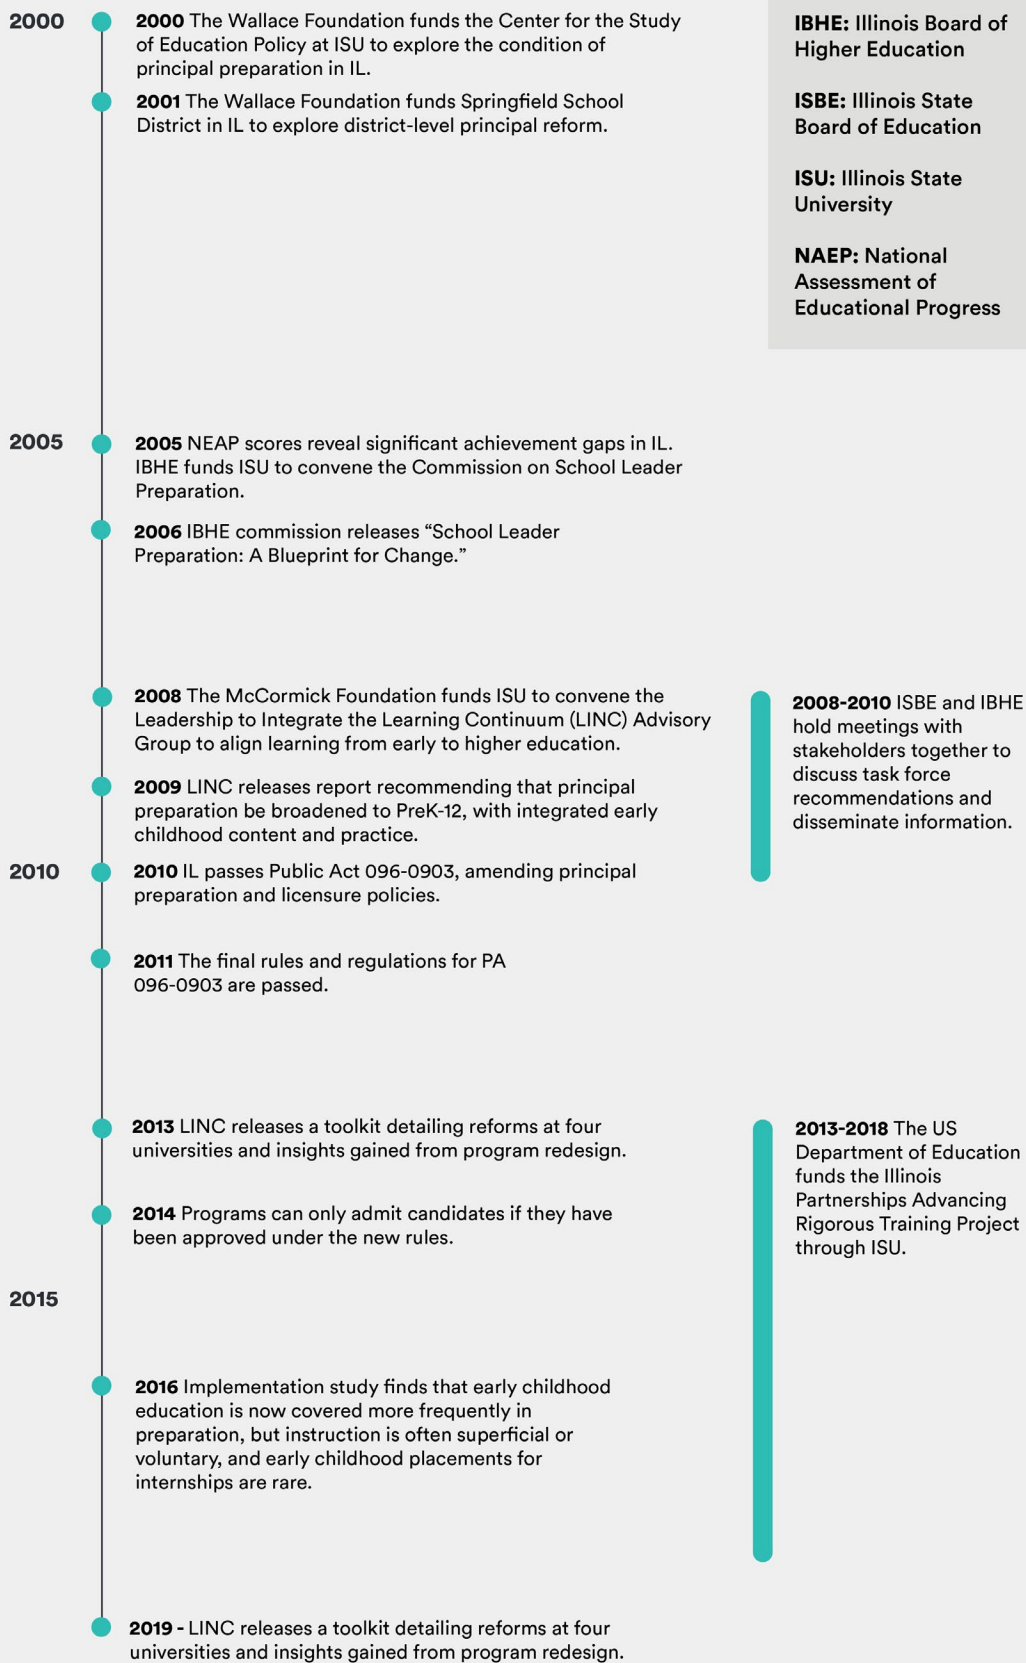 2000
2000 The Wallace Foundation funds the Center for the Study
of Education Policy at ISU to explore the condition of
principal preparation in IL.
2001 The Wallace Foundation funds Springfield School
District in IL to explore district-level principal reform.
IBHE: Illinois Board of
Higher Education
ISBE: Illinois State
Board of Education
ISU: Illinois State
University
NAEP: National
Assessment of
Educational Progress
2005
2005 NEAP scores reveal significant achievement gaps in IL.
IBHE funds ISU to convene the Commission on School Leader
Preparation.
2006 IBHE commission releases “School Leader
Preparation: A Blueprint for Change.”
2008 The McCormick Foundation funds ISU to convene the
Leadership to Integrate the Learning Continuum (LINC) Advisory
Group to align learning from early to higher education.
2009 LINC releases report recommending that principal
preparation be broadened to PreK-12, with integrated early
childhood content and practice.
2008-2010 ISBE and IBHE
hold meetings with
stakeholders together to
discuss task force
recommendations and
disseminate information.
2010
2010 IL passes Public Act 096-0903, amending principal
preparation and licensure policies.
2011 The final rules and regulations for PA
096-0903 are passed.
2013 LINC releases a toolkit detailing reforms at four
universities and insights gained from program redesign.
2014 Programs can only admit candidates if they have
been approved under the new rules.
2013-2018 The US
Department of Education
funds the Illinois
Partnerships Advancing
Rigorous Training Project
through ISU.
2015
2016 Implementation study finds that early childhood
education is now covered more frequently in
preparation, but instruction is often superficial or
voluntary, and early childhood placements for
internships are rare.
2019 - LINC releases a toolkit detailing reforms at four
universities and insights gained from program redesign.